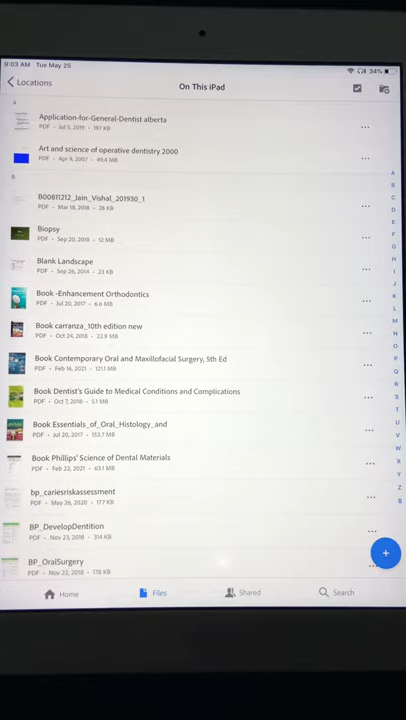 9:03 AM Tue May 25
34%
Locations
On This iPad
A
Application-for-General-Dentist alberta
PDF • Jul 5, 2019 • 197 KB
Art and science of operative dentistry 2000
PDF • Apr 9, 2007 • 49.4 MB
B
B00811212_Jain_Vishal_201930_1
PDF • Mar 18, 2018 • 28 KB
Biopsy
PDF • Sep 20, 2018 • 12 MB
Blank Landscape
PDF • Sep 26, 2014 • 23 KB
Book -Enhancement Orthodontics
PDF • Jul 20, 2017 • 6.6 MB
Book carranza_10th edition new
PDF • Oct 24, 2018 • 22.9 MB
Book Contemporary Oral and Maxillofacial Surgery, 5th Ed
PDF • Feb 16, 2021 • 121.1 MB
Book Dentist's Guide to Medical Conditions and Complications
PDF • Oct 7, 2018 • 5.1 MB
Book Essentials_of_Oral_Histology_and
PDF • Jul 20, 2017 • 153.7 MB
Book Phillips' Science of Dental Materials
PDF • Feb 22, 2021 • 63.1 MB
bp_cariesriskassessment
PDF • May 26, 2020 • 177 KB
BP_DevelopDentition
PDF • Nov 23, 2018 • 314 KB
BP_OralSurgery
PDF • Nov 22, 2018 • 178 KB
A
B
C
D
E
F
G
H
I
J
K
L
M
N
O
P
Q
R
S
T
U
V
W
X
Y
Z
Home
Files
Shared
Search